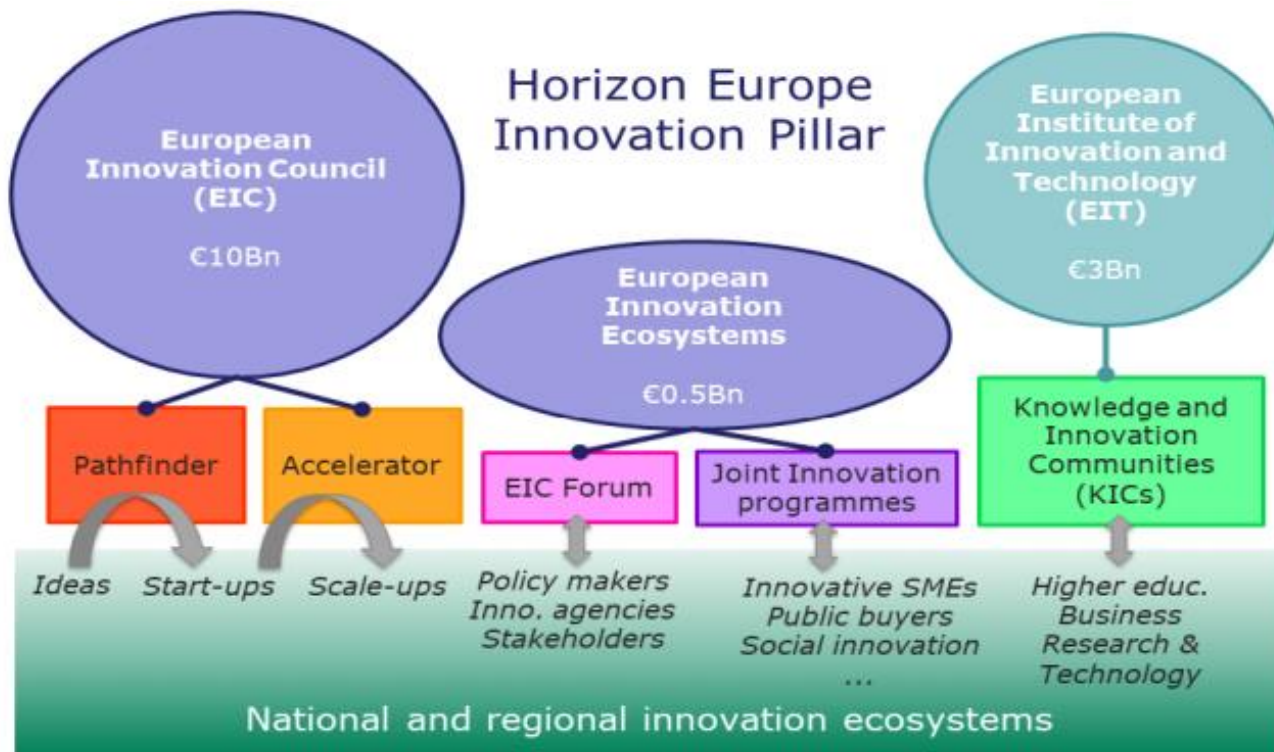 Horizon Europe
Innovation Pillar
European
Innovation Council
(EIC)
€10Bn
European
Innovation
Ecosystems
€0.5Bn
European
Institute of
Innovation and
Technology
(EIT)
€3Bn
Pathfinder
Accelerator
EIC Forum
Joint Innovation
programmes
Knowledge and
Innovation
Communities
(KICs)
Ideas
Start-ups
Scale-ups
Policy makers
Inno. agencies
Stakeholders
Innovative SMEs
Public buyers
Social innovation
...
Higher educ.
Business
Research &
Technology
National and regional innovation ecosystems